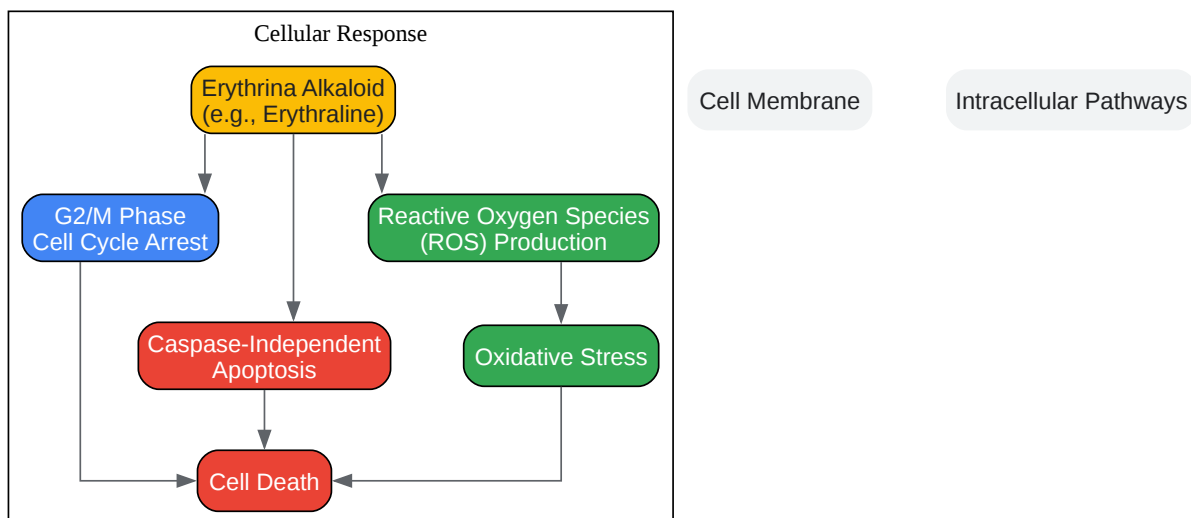 Cellular Response
Erythrina Alkaloid
(e.g., Erythraline)
Cell Membrane
Intracellular Pathways
G2/M Phase
Cell Cycle Arrest
Reactive Oxygen Species
(ROS) Production
Caspase-Independent
Apoptosis
Oxidative Stress
Cell Death